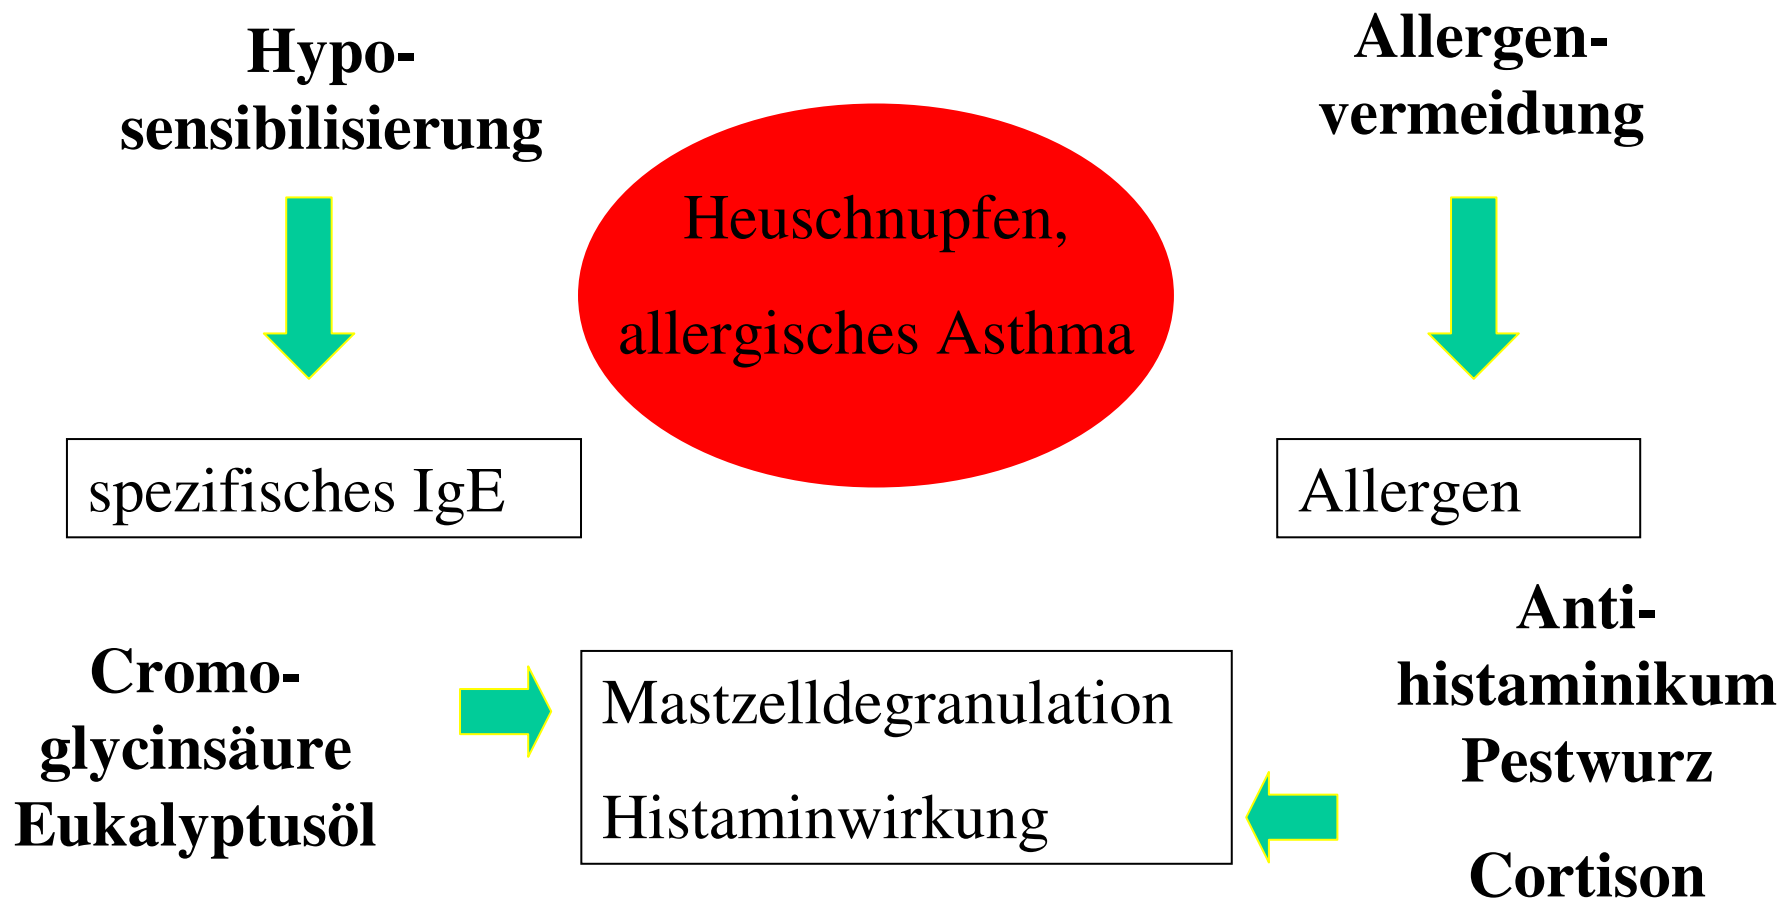 Hypo-
sensibilisierung
Allergen-
vermeidung
Heuschnupfen,
allergisches Asthma
spezifisches IgE
Allergen
Cromo-
glycinsäure
Eukalyptusöl
Mastzelldegranulation
Histaminwirkung
Anti-
histaminikum
Pestwurz
Cortison